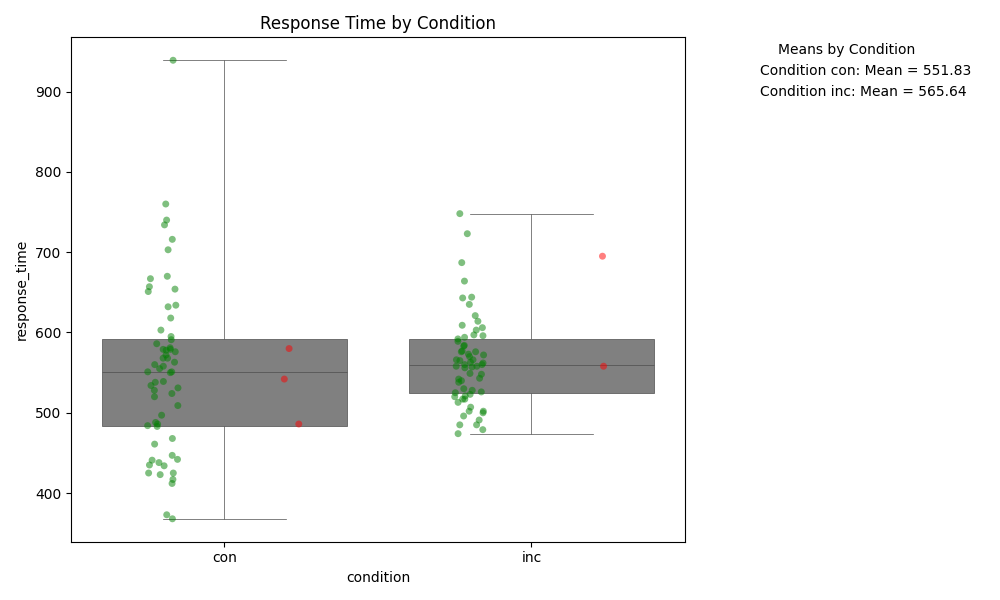 Response Time by Condition
Means by Condition
Condition con: Mean = 551.83
Condition inc: Mean = 565.64
900
800
700
600
500
400
response_time
con
inc
condition